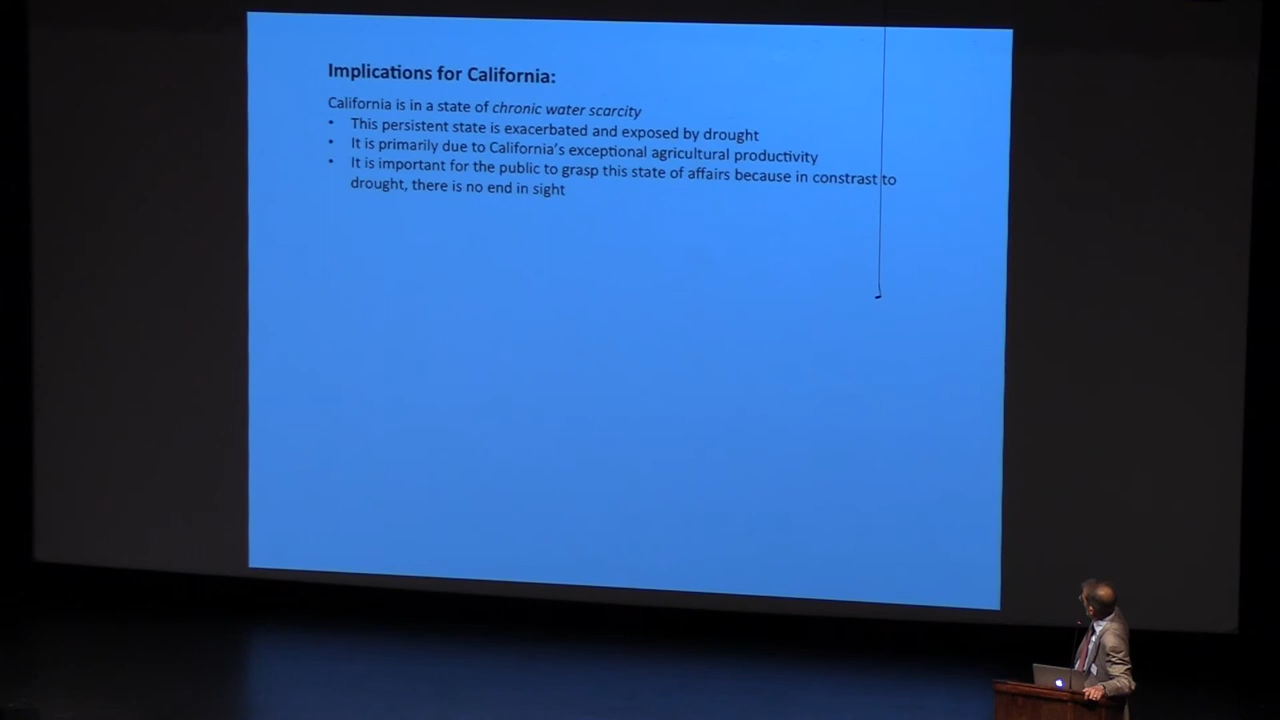 Implications for California:
California is in a state of chronic water scarcity
• This persistent state is exacerbated and exposed by drought
• It is primarily due to California's exceptional agricultural productivity
• It is important for the public to grasp this state of affairs because in constrast to
drought, there is no end in sight